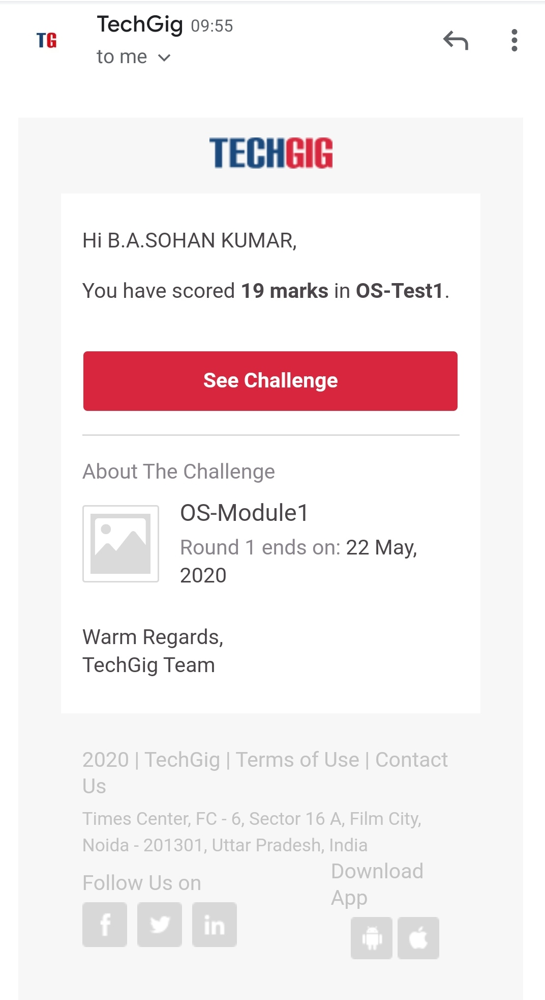 TechGig 09:55
TG
to me
TECHGIG
Hi B.A.SOHAN KUMAR,
You have scored 19 marks in OS-Test1.
See Challenge
About The Challenge
OS-Module1
Round 1 ends on: 22 May,
2020
Warm Regards,
TechGig Team
2020 | TechGig | Terms of Use | Contact
Us
Times Center, FC - 6, Sector 16 A, Film City,
Noida - 201301, Uttar Pradesh, India
Follow Us on
Download
App
f
in